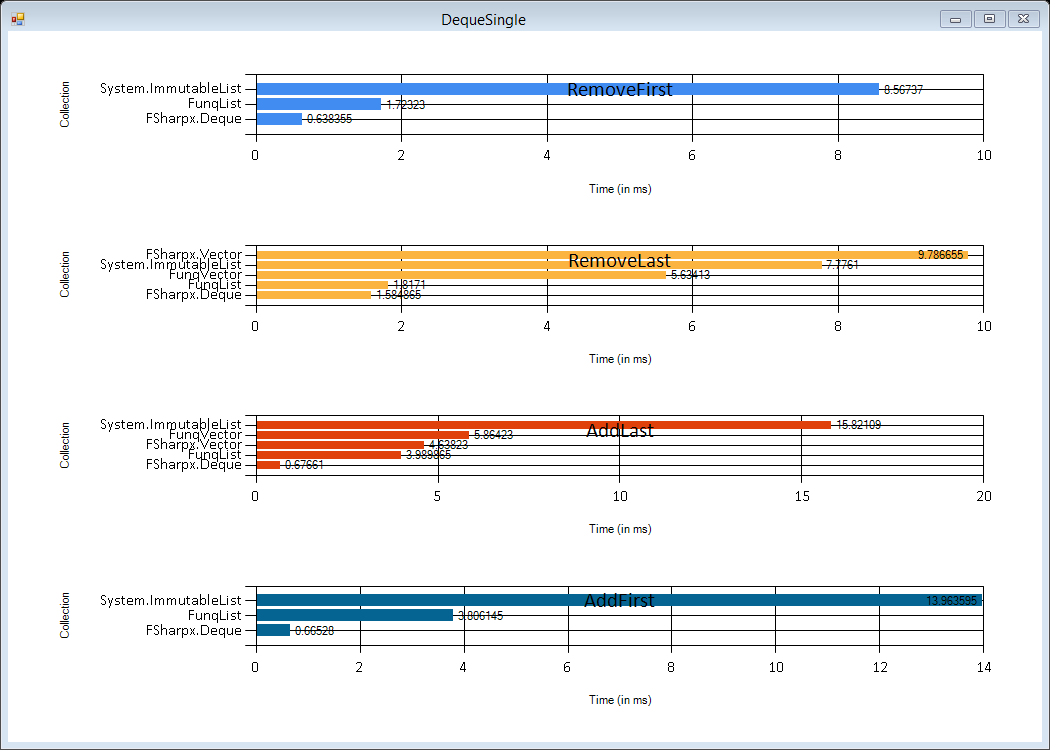 DequeSingle
RemoveFirst
Collection
System.ImmutableList 8.56737
FunqList 1.72323
FSharpx.Deque 0.638355
0 2 4 6 8 10
Time (in ms)
RemoveLast
Collection
FSharpx.Vector 9.786655
System.ImmutableList 7.7761
FunqVector 5.63413
FunqList 1.8171
FSharpx.Deque 1.584865
0 2 4 6 8 10
Time (in ms)
AddLast
Collection
System.ImmutableList 15.82109
FunqVector 5.86423
FSharpx.Vector 4.63823
FunqList 3.989865
FSharpx.Deque 0.67661
0 5 10 15 20
Time (in ms)
AddFirst
Collection
System.ImmutableList 13.963595
FunqList 3.806145
FSharpx.Deque 0.66528
0 2 4 6 8 10 12 14
Time (in ms)